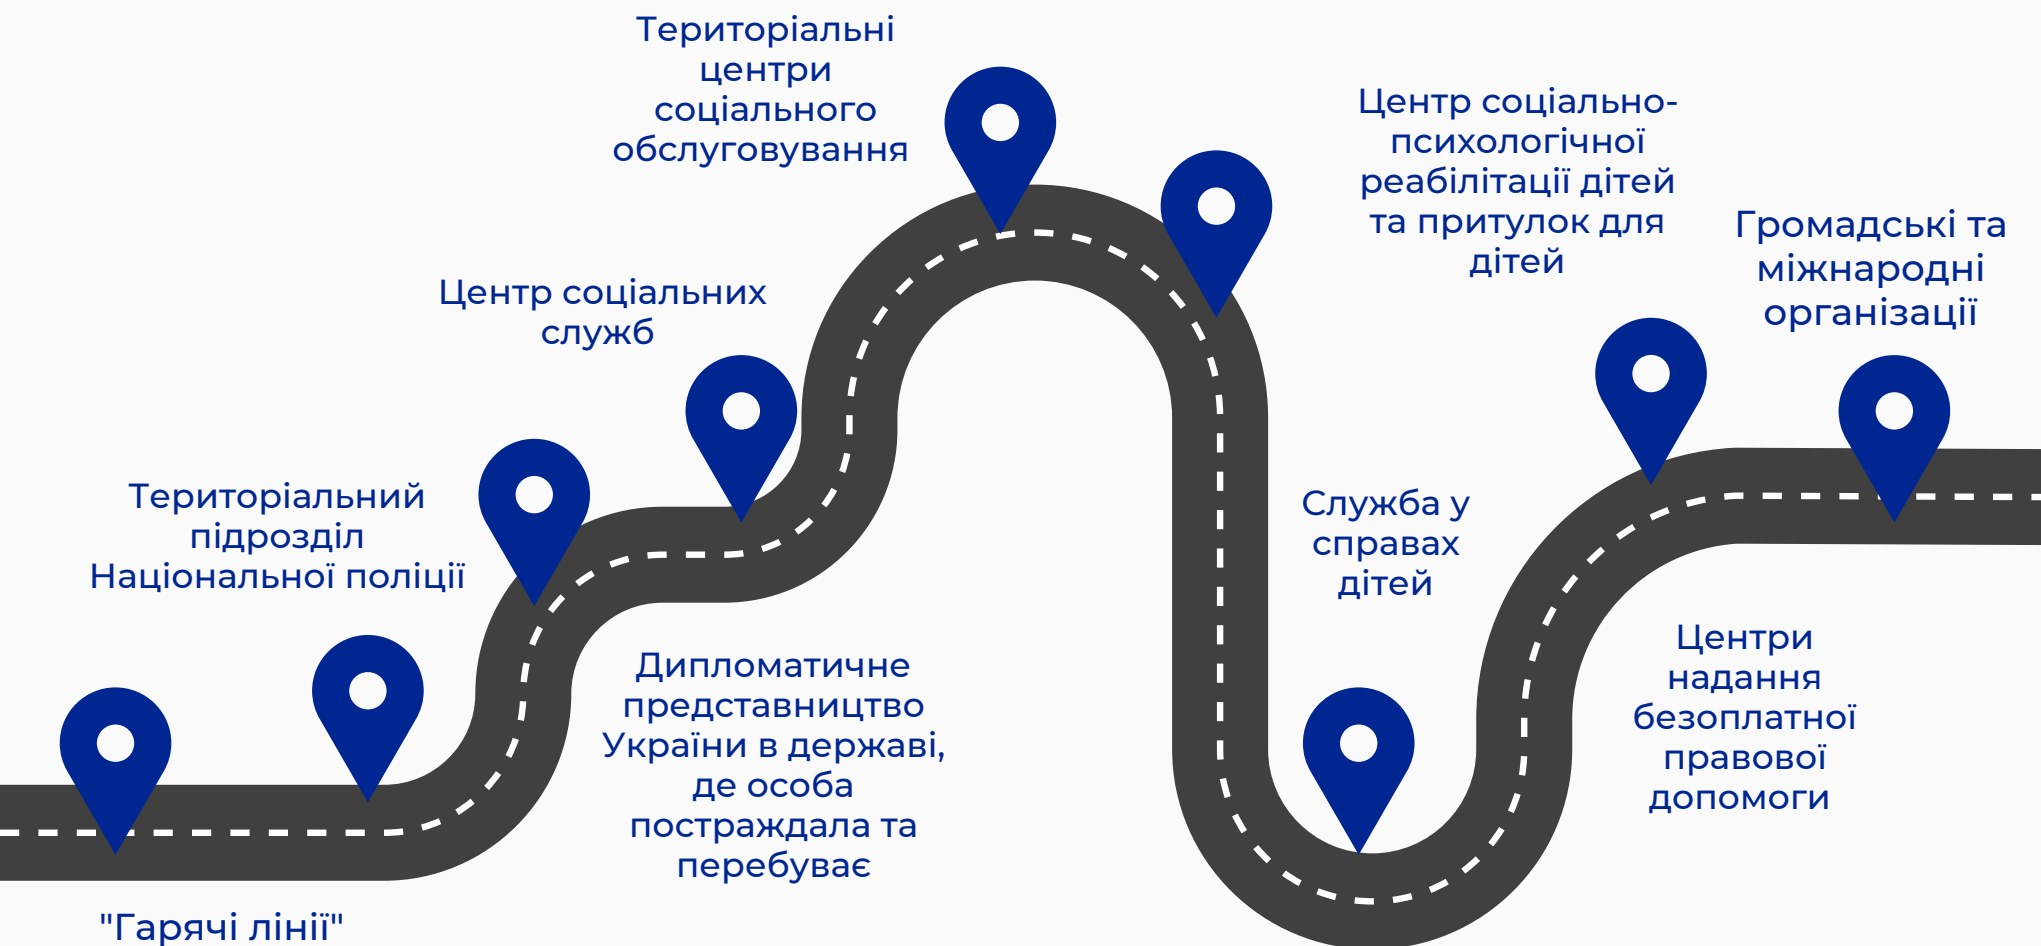 "Гарячі лінії"
Територіальний
підрозділ
Національної поліції
Дипломатичне
представництво
України в державі,
де особа
постраждала та
перебуває
Центр соціальних
служб
Територіальні
центри
соціального
обслуговування
Центр соціально-
психологічної
реабілітації дітей
та притулок для
дітей
Служба у
справах
дітей
Центри
надання
безоплатної
правової
допомоги
Громадські та
міжнародні
організації